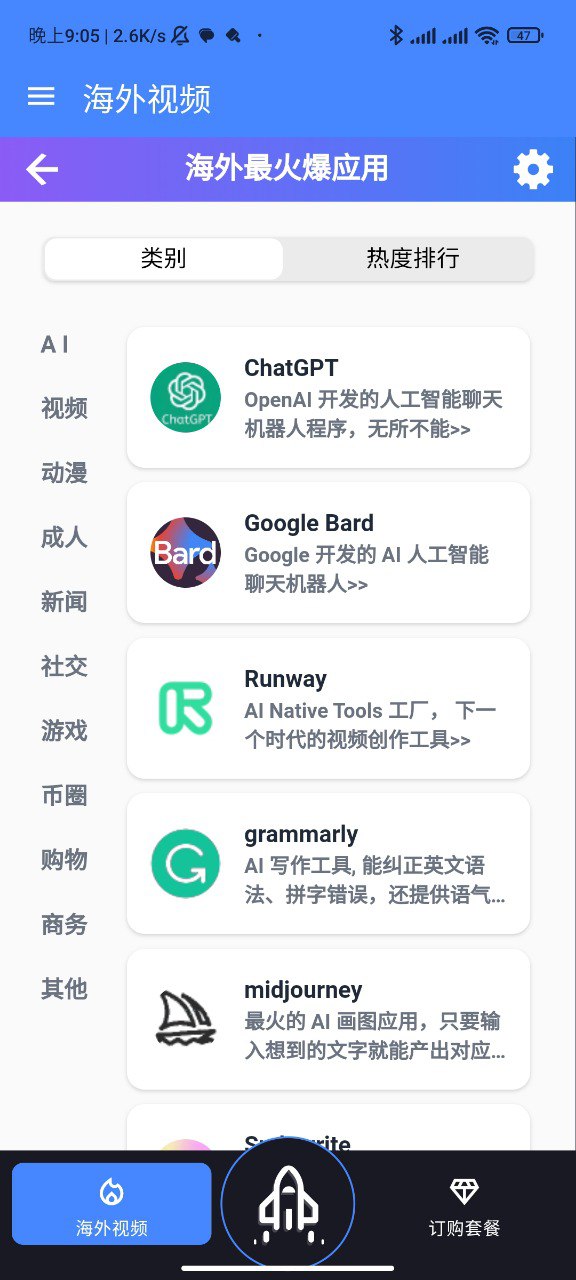 晚上9:05 | 2.6K/s
47
海外视频
海外最火爆应用
类别
热度排行
AI
视频
动漫
成人
新闻
社交
游戏
币圈
购物
商务
其他
ChatGPT
ChatGPT
OpenAI 开发的人工智能聊天
机器人程序，无所不能>>
Bard
Google Bard
Google 开发的 AI 人工智能
聊天机器人>>
Runway
AI Native Tools 工厂， 下一
个时代的视频创作工具>>
grammarly
AI 写作工具, 能纠正英文语
法、拼字错误，还提供语气...
midjourney
最火的 AI 画图应用，只要输
入想到的文字就能产出对应...
海外视频
订购套餐